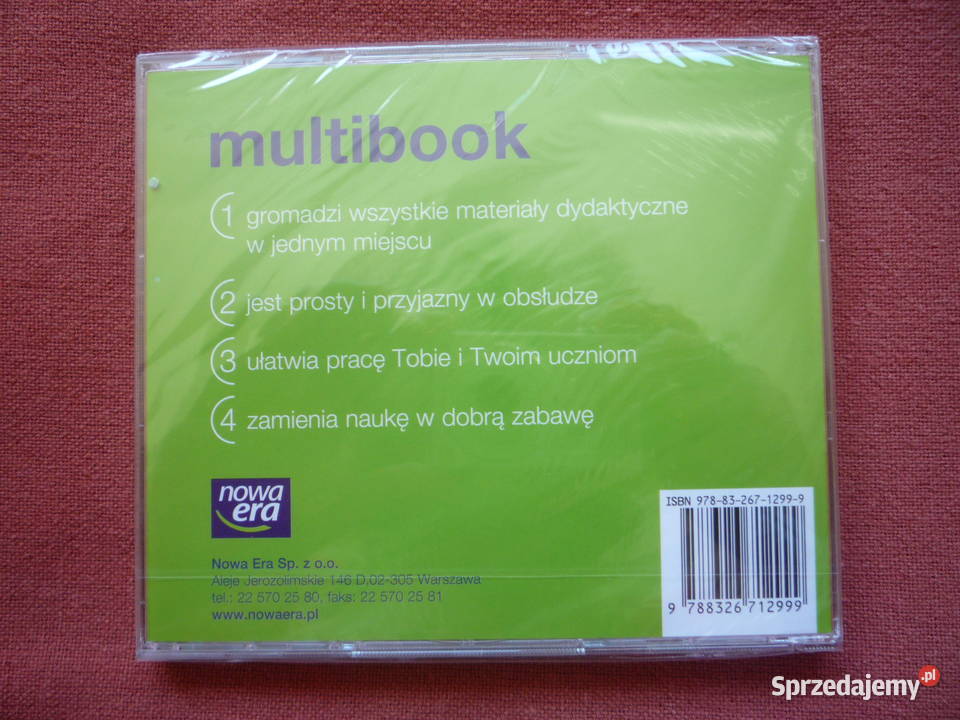 multibook
1 gromadzi wszystkie materiały dydaktyczne
w jednym miejscu
2 jest prosty i przyjazny w obsłudze
3 ułatwia pracę Tobie i Twoim uczniom
4 zamienia naukę w dobrą zabawę
nowa
era
Nowa Era Sp. z o.o.
Aleje Jerozolimskie 146 D,02-305 Warszawa
tel.: 22 570 25 80, faks: 22 570 25 81
www.nowaera.pl
ISBN 978-83-267-1299-9
9 788326 712999
Sprzedajemy.pl